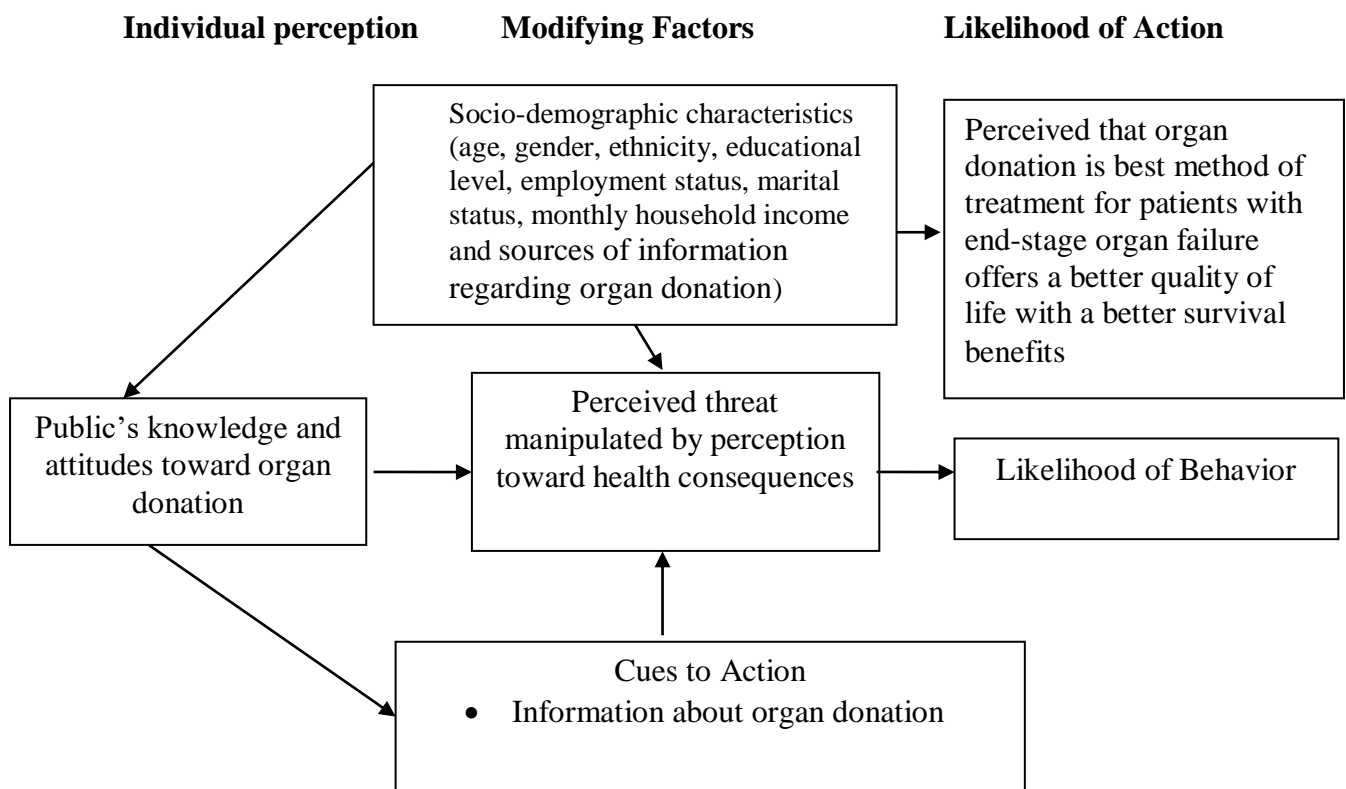 Individual perception Modifying Factors Likelihood of Action
Socio-demographic characteristics
(age, gender, ethnicity, educational
level, employment status, marital
status, monthly household income
and sources of information
regarding organ donation)
Perceived that organ
donation is best method of
treatment for patients with
end-stage organ failure
offers a better quality of
life with a better survival
benefits
Public’s knowledge and
attitudes toward organ
donation
Perceived threat
manipulated by perception
toward health consequences
Likelihood of Behavior
Cues to Action
• Information about organ donation